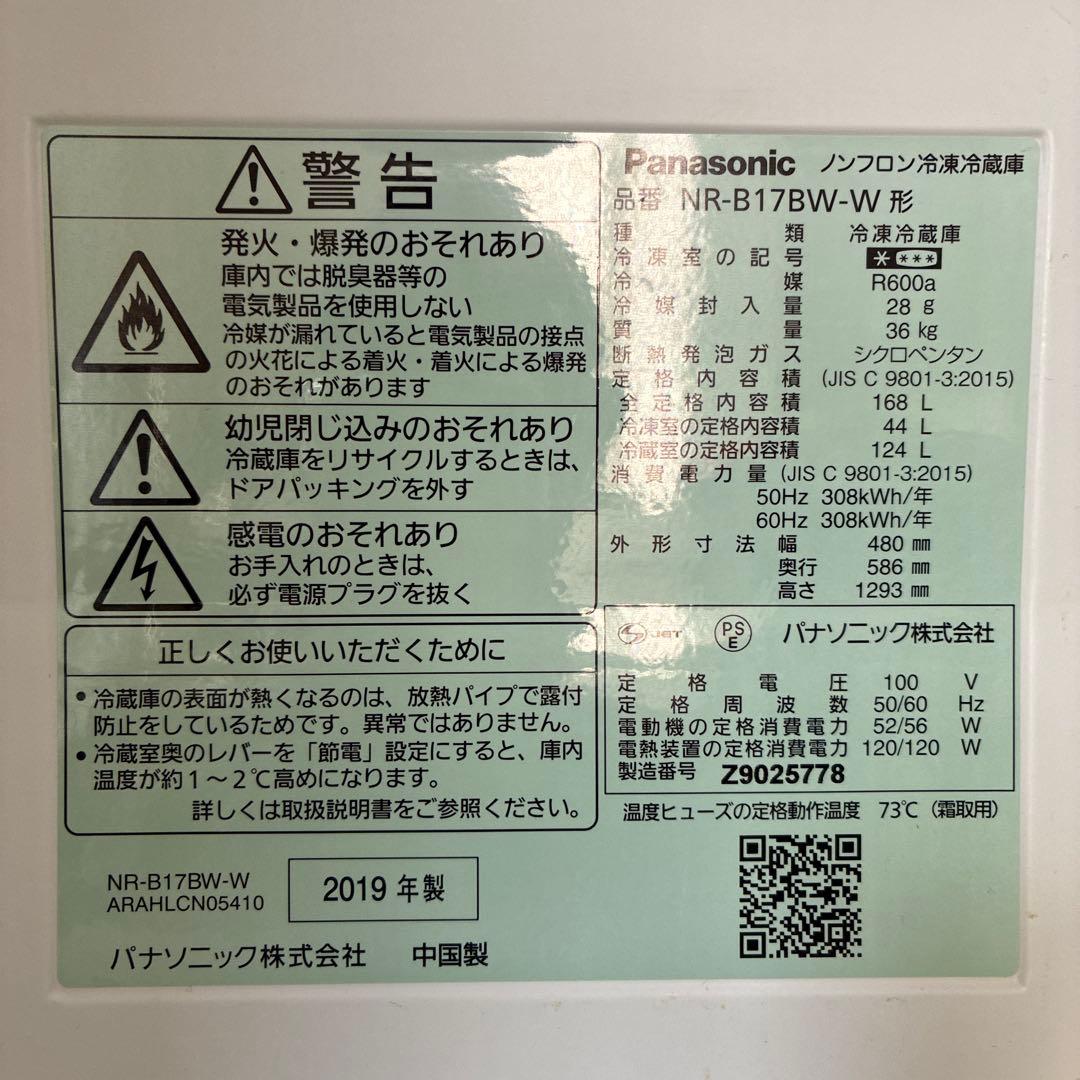 警告
発火・爆発のおそれあり
庫内では脱臭器等の
電気製品を使用しない
冷媒が漏れていると電気製品の接点
の火花による着火・着火による爆発
のおそれがあります
幼児閉じ込みのおそれあり
冷蔵庫をリサイクルするときは、
ドアパッキングを外す
感電のおそれあり
お手入れのときは、
必ず電源プラグを抜く
正しくお使いいただくために
• 冷蔵庫の表面が熱くなるのは、放熱パイプで露付
防止をしているためです。異常ではありません。
• 冷蔵室奥のレバーを「節電」設定にすると、庫内
温度が約1～2℃高めになります。
詳しくは取扱説明書をご参照ください。
NR-B17BW-W
ARAHLCN05410
2019 年製
パナソニック株式会社 中国製
Panasonic ノンフロン冷凍冷蔵庫
品番 NR-B17BW-W 形
種類 冷凍冷蔵庫
冷凍室の記号 * ***
冷媒 R600a
冷媒封入量 28 g
質量 36 kg
断熱発泡ガス シクロペンタン
定格内容積 (JIS C 9801-3:2015)
全定格内容積 168 L
冷凍室の定格内容積 44 L
冷蔵室の定格内容積 124 L
消費電力量 (JIS C 9801-3:2015)
50Hz 308kWh/年
60Hz 308kWh/年
外形寸法 幅 480 mm
奥行 586 mm
高さ 1293 mm
S JET PS E パナソニック株式会社
定格電圧 100 V
定格周波数 50/60 Hz
電動機の定格消費電力 52/56 W
電熱装置の定格消費電力 120/120 W
製造番号 Z9025778
温度ヒューズの定格動作温度 73℃ (霜取用)